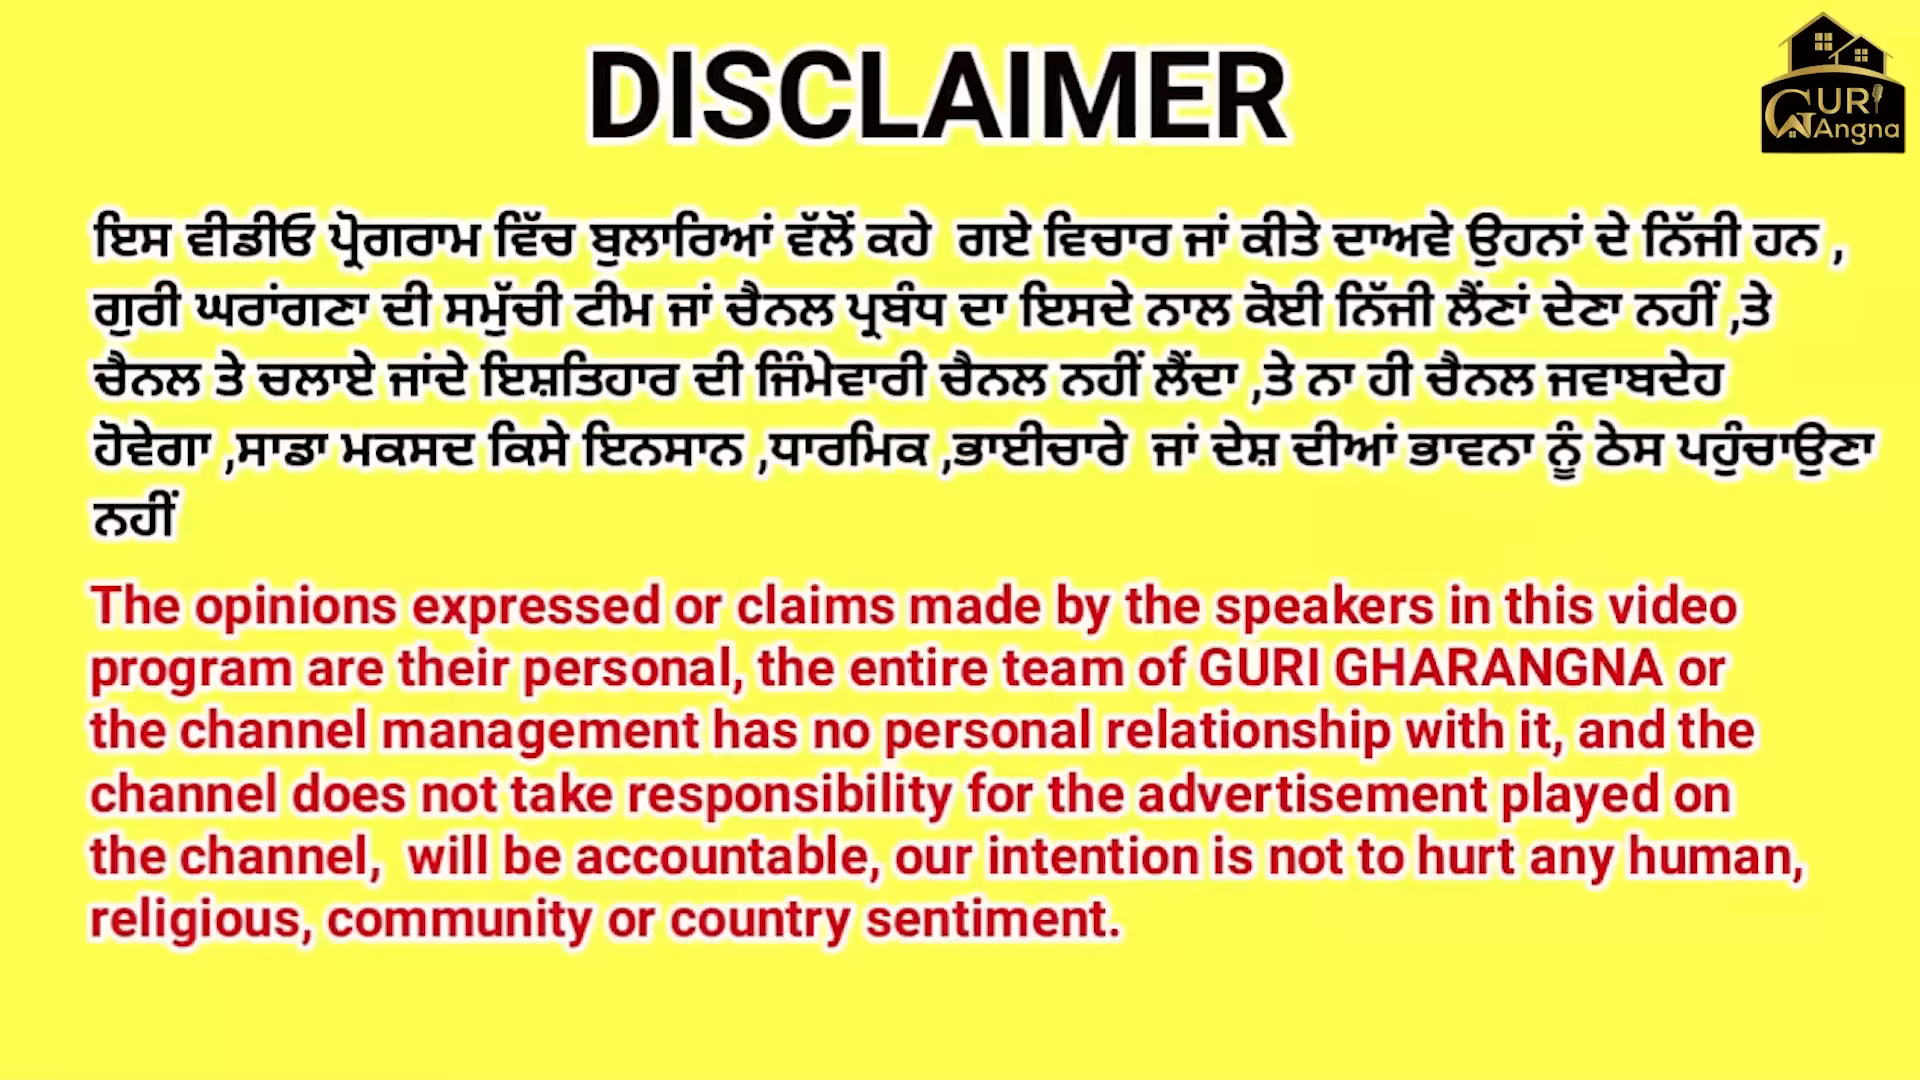 DISCLAIMER
GURI
Angna
ਇਸ ਵੀਡੀਓ ਪ੍ਰੋਗਰਾਮ ਵਿੱਚ ਬੁਲਾਰਿਆਂ ਵੱਲੋਂ ਕਹੇ  ਗਏ ਵਿਚਾਰ ਜਾਂ ਕੀਤੇ ਦਾਅਵੇ ਉਹਨਾਂ ਦੇ ਨਿੱਜੀ ਹਨ ,
ਗੁਰੀ ਘਰਾਂਗਣਾ ਦੀ ਸਮੁੱਚੀ ਟੀਮ ਜਾਂ ਚੈਨਲ ਪ੍ਰਬੰਧ ਦਾ ਇਸਦੇ ਨਾਲ ਕੋਈ ਨਿੱਜੀ ਲੈਂਣਾਂ ਦੇਣਾ ਨਹੀਂ ,ਤੇ
ਚੈਨਲ ਤੇ ਚਲਾਏ ਜਾਂਦੇ ਇਸ਼ਤਿਹਾਰ ਦੀ ਜਿੰਮੇਵਾਰੀ ਚੈਨਲ ਨਹੀਂ ਲੈਂਦਾ ,ਤੇ ਨਾ ਹੀ ਚੈਨਲ ਜਵਾਬਦੇਹ
ਹੋਵੇਗਾ ,ਸਾਡਾ ਮਕਸਦ ਕਿਸੇ ਇਨਸਾਨ ,ਧਾਰਮਿਕ ,ਭਾਈਚਾਰੇ  ਜਾਂ ਦੇਸ਼ ਦੀਆਂ ਭਾਵਨਾ ਨੂੰ ਠੇਸ ਪਹੁੰਚਾਉਣਾ
ਨਹੀਂ
The opinions expressed or claims made by the speakers in this video
program are their personal, the entire team of GURI GHARANGNA or
the channel management has no personal relationship with it, and the
channel does not take responsibility for the advertisement played on
the channel,  will be accountable, our intention is not to hurt any human,
religious, community or country sentiment.